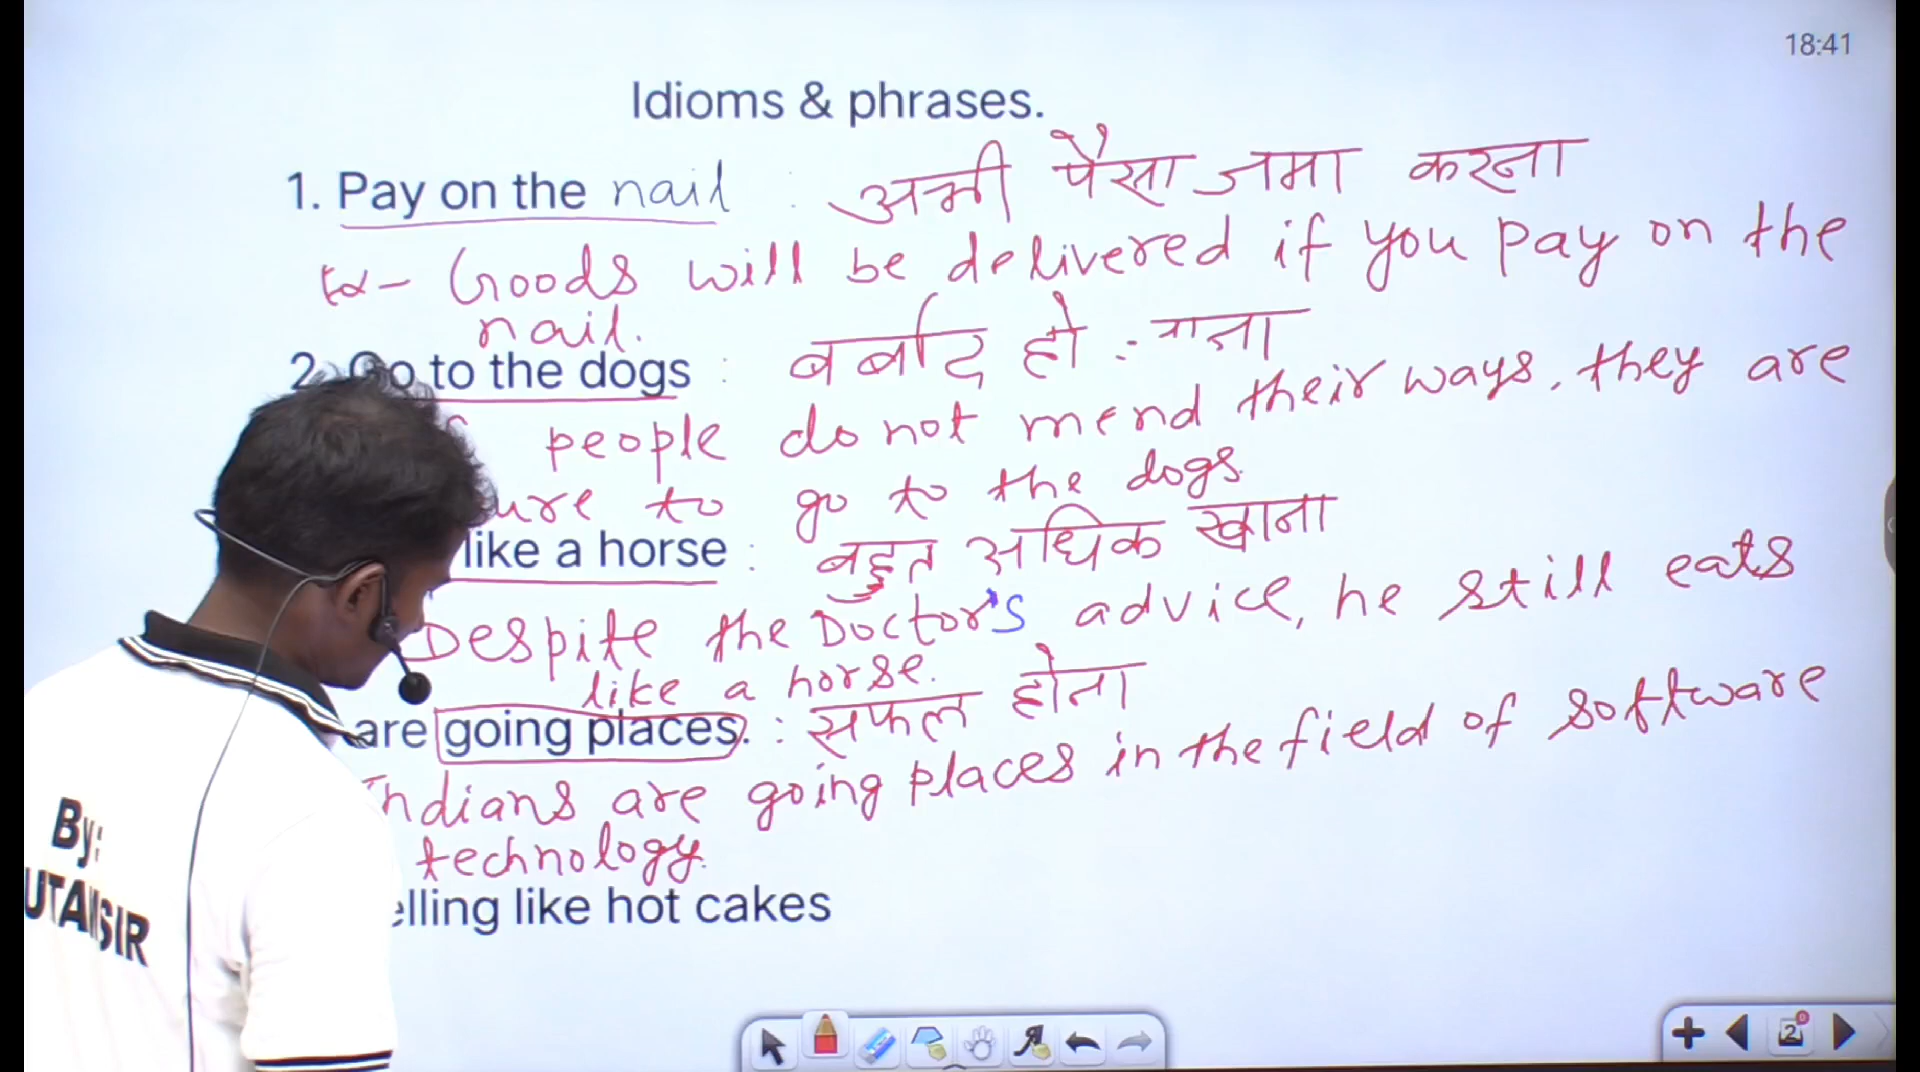 18:41
Idioms & phrases.
1. Pay on the nail : अभी पैसा जमा करना
Ex- Goods will be delivered if you pay on the
nail.
2. Go to the dogs : बर्बाद हो
people do not mend their ways, they are
ure to go to the dogs.
like a horse : बहुत अधिक खाना
Despite the Doctor's advice, he still eats
like a horse.
are going places. : सफल होना
Indians are going places in the field of software
technology.
elling like hot cakes
By:
UTAM SIR
2